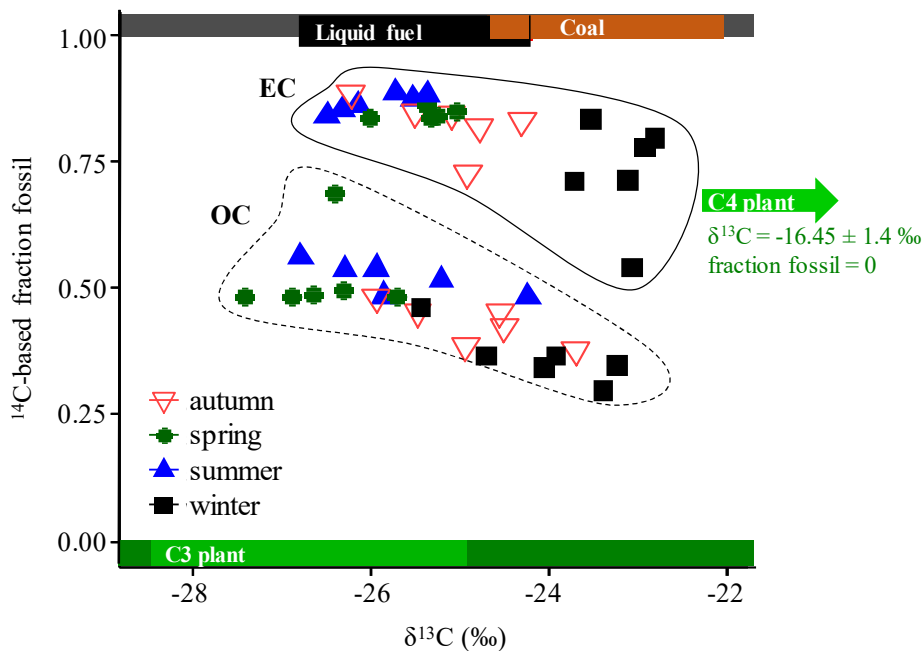 Liquid fuel
Coal
1.00
EC
0.75
C4 plant
OC
δ¹³C = -16.45 ± 1.4 ‰
fraction fossil = 0
¹⁴C-based fraction fossil
0.50
0.25
autumn
spring
summer
winter
0.00
C3 plant
-28
-26
-24
-22
δ¹³C (‰)